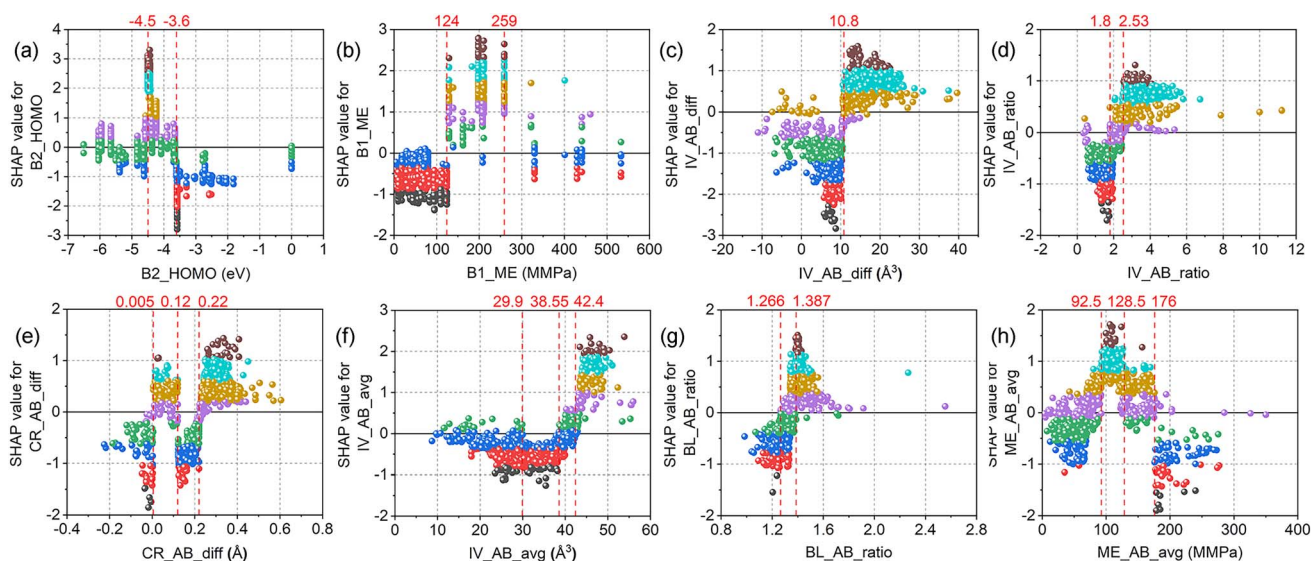 -4.5 -3.6
(a)
SHAP value for
B2_HOMO
4
3
2
1
0
-1
-2
-3
-7 -6 -5 -4 -3 -2 -1 0 1
B2_HOMO (eV)
124 259
(b)
SHAP value for
B1_ME
3
2
1
0
-1
-2
0 100 200 300 400 500 600
B1_ME (MMPa)
10.8
(c)
SHAP value for
IV_AB_diff
2
1
0
-1
-2
-3
-20 -10 0 10 20 30 40
IV_AB_diff (Å³)
1.8 2.53
(d)
SHAP value for
IV_AB_ratio
2
1
0
-1
-2
-2 0 2 4 6 8 10 12
IV_AB_ratio
0.005 0.12 0.22
(e)
SHAP value for
CR_AB_diff
2
1
0
-1
-2
-0.4 -0.2 0.0 0.2 0.4 0.6 0.8
CR_AB_diff (Å)
29.9 38.55 42.4
(f)
SHAP value for
IV_AB_avg
3
2
1
0
-1
-2
0 10 20 30 40 50 60
IV_AB_avg (Å³)
1.266 1.387
(g)
SHAP value for
BL_AB_ratio
2
1
0
-1
-2
1.2 1.6 2.0 2.4
BL_AB_ratio
92.5 128.5 176
(h)
SHAP value for
ME_AB_avg
2
1
0
-1
-2
0 100 200 300 400
ME_AB_avg (MMPa)